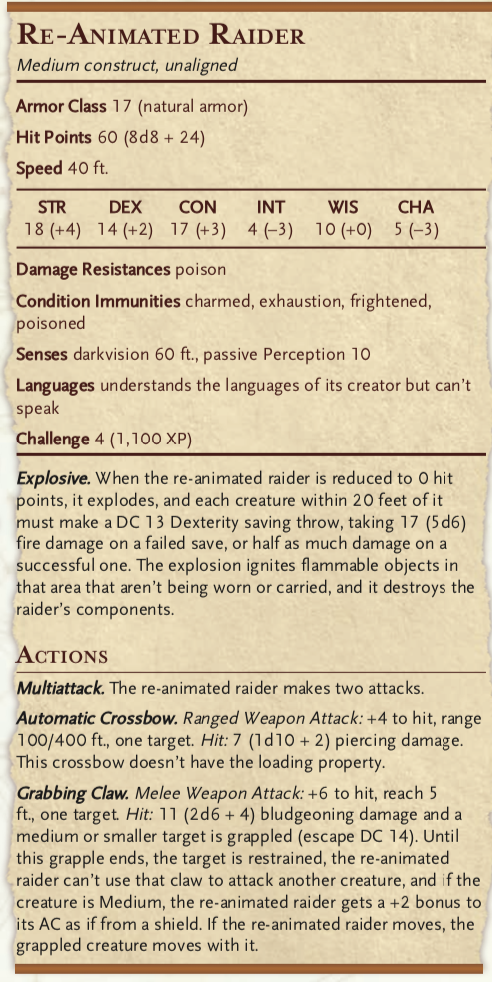 Re-Animated Raider
Medium construct, unaligned
Armor Class 17 (natural armor)
Hit Points 60 (8d8 + 24)
Speed 40 ft.
STR DEX CON INT WIS CHA
18 (+4) 14 (+2) 17 (+3) 4 (–3) 10 (+0) 5 (–3)
Damage Resistances poison
Condition Immunities charmed, exhaustion, frightened,
poisoned
Senses darkvision 60 ft., passive Perception 10
Languages understands the languages of its creator but can't
speak
Challenge 4 (1,100 XP)
Explosive. When the re-animated raider is reduced to 0 hit
points, it explodes, and each creature within 20 feet of it
must make a DC 13 Dexterity saving throw, taking 17 (5d6)
fire damage on a failed save, or half as much damage on a
successful one. The explosion ignites flammable objects in
that area that aren't being worn or carried, and it destroys the
raider's components.
Actions
Multiattack. The re-animated raider makes two attacks.
Automatic Crossbow. Ranged Weapon Attack: +4 to hit, range
100/400 ft., one target. Hit: 7 (1d10 + 2) piercing damage.
This crossbow doesn't have the loading property.
Grabbing Claw. Melee Weapon Attack: +6 to hit, reach 5
ft., one target. Hit: 11 (2d6 + 4) bludgeoning damage and a
medium or smaller target is grappled (escape DC 14). Until
this grapple ends, the target is restrained, the re-animated
raider can't use that claw to attack another creature, and if the
creature is Medium, the re-animated raider gets a +2 bonus to
its AC as if from a shield. If the re-animated raider moves, the
grappled creature moves with it.